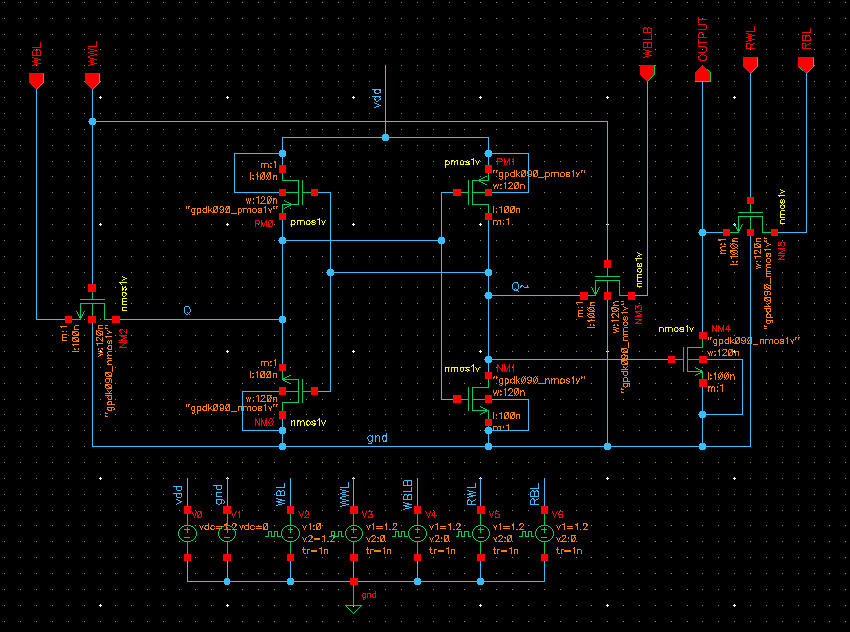 WBL
WWL
WBLB
OUTPUT
RWL
RBL
vdd
m:1
l:100n
w:120n
"gpdk090_pmos1v"
PM0
pmos1v
pmos1v
PM1
"gpdk090_pmos1v"
w:120n
l:100n
m:1
nmos1v
m:1
l:100n
w:120n
"gpdk090_nmos1v"
NM5
Q
nmos1v
m:1
l:100n
w:120n
"gpdk090_nmos1v"
NM2
Q~
nmos1v
m:1
l:100n
w:120n
"gpdk090_nmos1v"
NM3
nmos1v
NM4
"gpdk090_nmos1v"
w:120n
l:100n
m:1
m:1
l:100n
w:120n
"gpdk090_nmos1v"
NM0
nmos1v
nmos1v
NM1
"gpdk090_nmos1v"
w:120n
l:100n
m:1
gnd
vdd
gnd
WBL
WWL
WBLB
RWL
RBL
V0
vdc=1.2
V1
vdc=0
V2
v1:0
v2=1.2
tr=1n
V3
v1=1.2
v2:0
tr=1n
V4
v1=1.2
v2:0
tr=1n
V5
v1=1.2
v2:0
tr=1n
V6
v1=1.2
v2:0
tr=1n
gnd